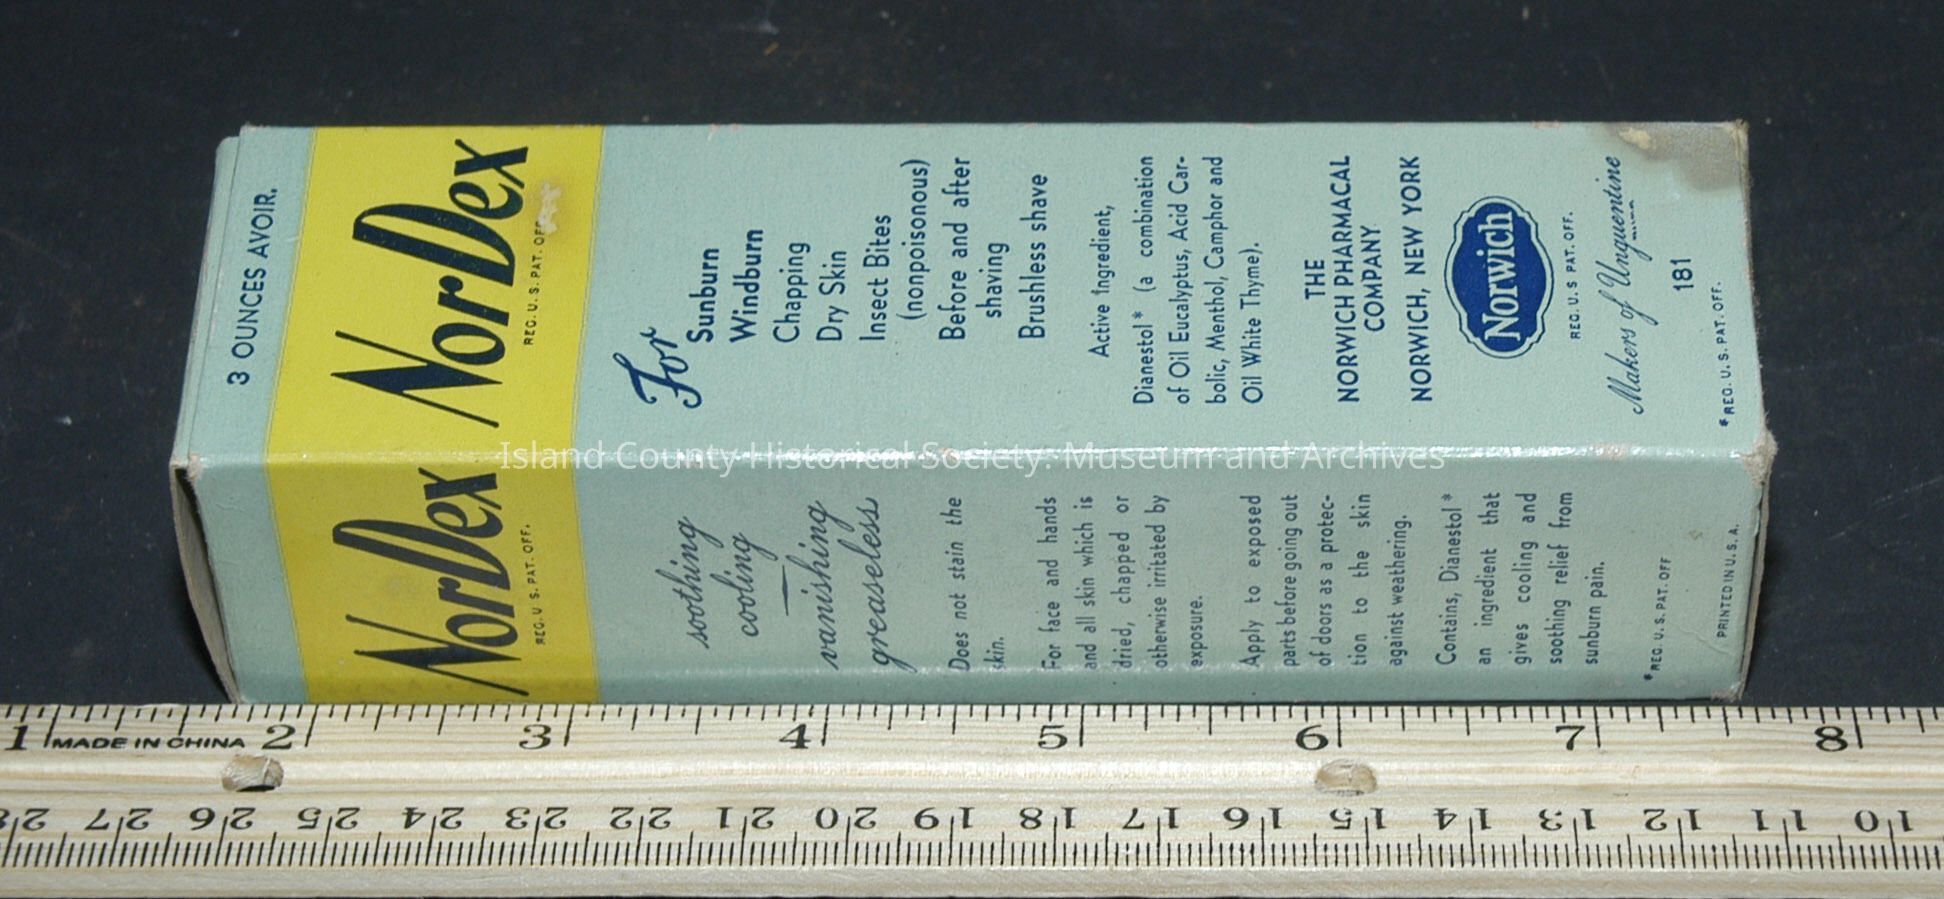 3 OUNCES AVOIR.
NorDex
REG. U. S. PAT. OFF.
For
Sunburn
Windburn
Chapping
Dry Skin
Insect Bites
(nonpoisonous)
Before and after
shaving
Brushless shave
Active Ingredient,
Dianestol* (a combination
of Oil Eucalyptus, Acid Car-
bolic, Menthol, Camphor and
Oil White Thyme).
THE
NORWICH PHARMACAL
COMPANY
NORWICH, NEW YORK
Norwich
REG. U. S PAT. OFF.
Makers of Unguentine
181
*REG. U. S. PAT. OFF.
NorDex
REG. U S. PAT. OFF.
soothing
cooling
—
vanishing
greaseless
Does not stain the
skin.
For face and hands
and all skin which is
dried, chapped or
otherwise irritated by
exposure.
Apply to exposed
parts before going out
of doors as a protec-
tion to the skin
against weathering.
Contains, Dianestol*
an ingredient that
gives cooling and
soothing relief from
sunburn pain.
*REG. U. S. PAT. OFF
PRINTED IN U. S. A.
Island County Historical Society: Museum and Archives
1 MADE IN CHINA 2 3 4 5 6 7 8
28 27 26 25 24 23 22 21 20 19 18 17 16 15 14 13 12 11 10